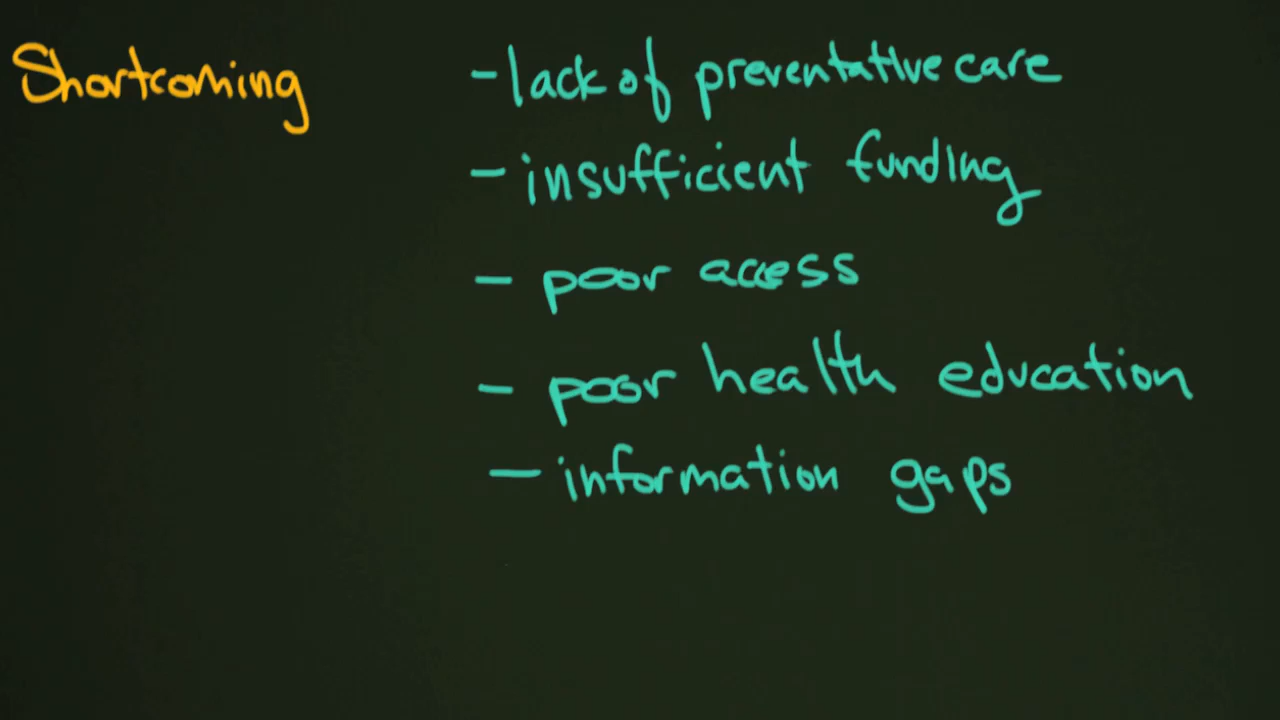 Shortcoming
- lack of preventative care
- insufficient funding
- poor access
- poor health education
- information gaps